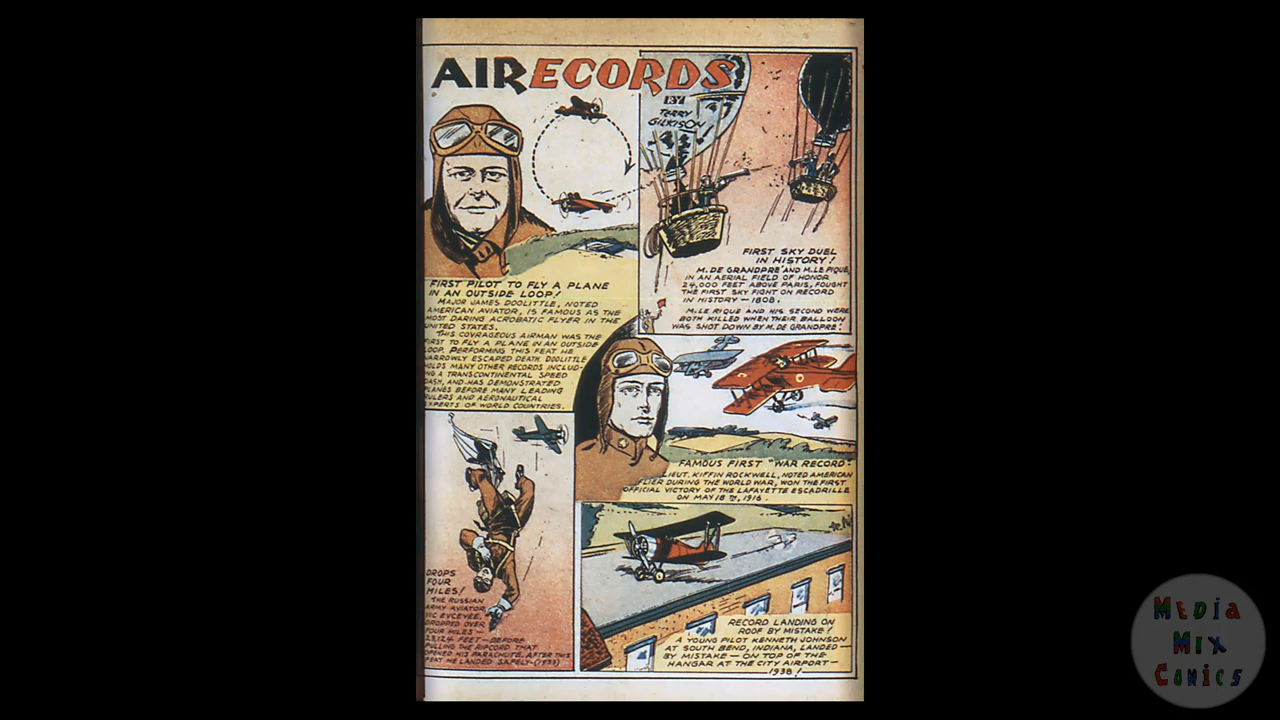 AIRECORDS
BY
TERRY
GILKISON
FIRST PILOT TO FLY A PLANE
IN AN OUTSIDE LOOP!
MAJOR JAMES DOOLITTLE, NOTED
AMERICAN AVIATOR, IS FAMOUS AS THE
MOST DARING ACROBATIC FLYER IN THE
UNITED STATES.
THIS COURAGEOUS AIRMAN WAS THE
FIRST TO FLY A PLANE IN AN OUTSIDE
LOOP. PERFORMING THIS FEAT HE
NARROWLY ESCAPED DEATH. DOOLITTLE
HOLDS MANY OTHER RECORDS INCLUD-
ING A TRANSCONTINENTAL SPEED
DASH, AND HAS DEMONSTRATED
PLANES BEFORE MANY LEADING
RULERS AND AERONAUTICAL
EXPERTS OF WORLD COUNTRIES.
FIRST SKY DUEL
IN HISTORY!
M. DE GRANDPRE AND M. LE PIQUE,
IN AN AERIAL FIELD OF HONOR
24,000 FEET ABOVE PARIS, FOUGHT
THE FIRST SKY FIGHT ON RECORD
IN HISTORY — 1808.
M. LE PIQUE AND HIS SECOND WERE
BOTH KILLED WHEN THEIR BALLOON
WAS SHOT DOWN BY M. DE GRANDPRE!
FAMOUS FIRST "WAR RECORD"-
LIEUT. KIFFIN ROCKWELL, NOTED AMERICAN
FLIER DURING THE WORLD WAR, WON THE FIRST
OFFICIAL VICTORY OF THE LAFAYETTE ESCADRILLE
ON MAY 18TH, 1916.
DROPS
FOUR
MILES!
THE RUSSIAN
ARMY AVIATOR
VIC EVCEYEE,
DROPPED OVER
FOUR MILES —
23,124 FEET — BEFORE
PULLING THE RIPCORD THAT
OPENED HIS PARACHUTE. AFTER THIS
FEAT HE LANDED SAFELY-(1933)
RECORD LANDING ON
ROOF BY MISTAKE!
A YOUNG PILOT KENNETH JOHNSON
AT SOUTH BEND, INDIANA, LANDED —
BY MISTAKE — ON TOP OF THE
HANGAR AT THE CITY AIRPORT —
1938!
MEDIA
MIX
COMICS